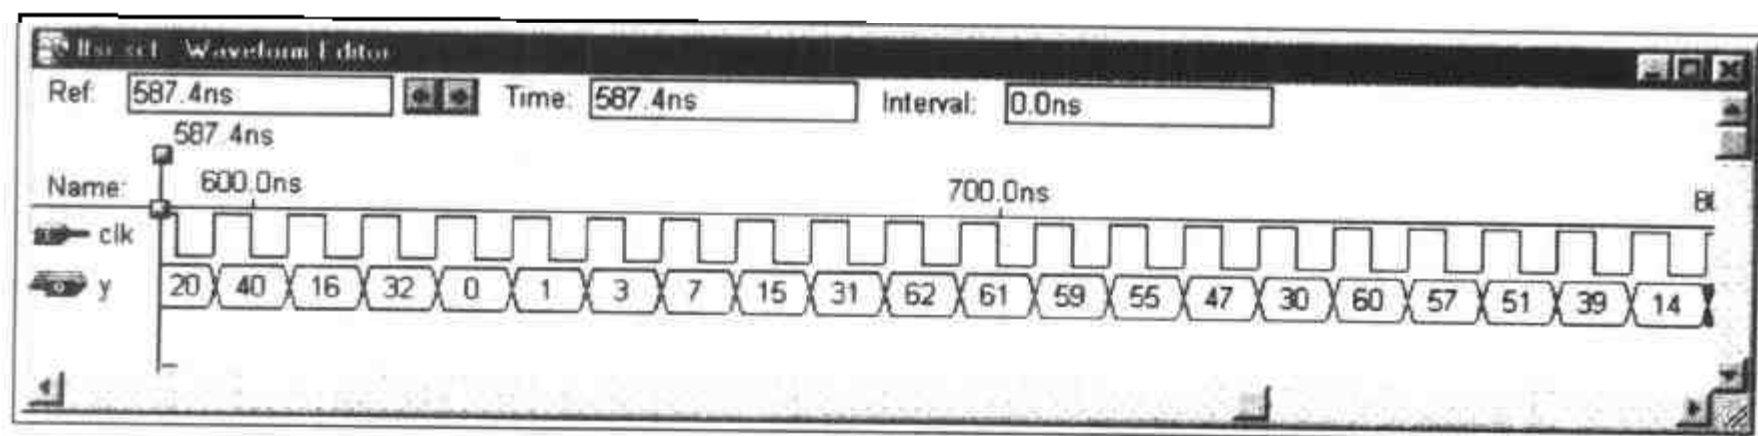 Waveform Editor
Ref: 587.4ns Time: 587.4ns Interval: 0.0ns
587.4ns
Name: 600.0ns 700.0ns
clk
y 20 40 16 32 0 1 3 7 15 31 62 61 59 55 47 30 60 57 51 39 14